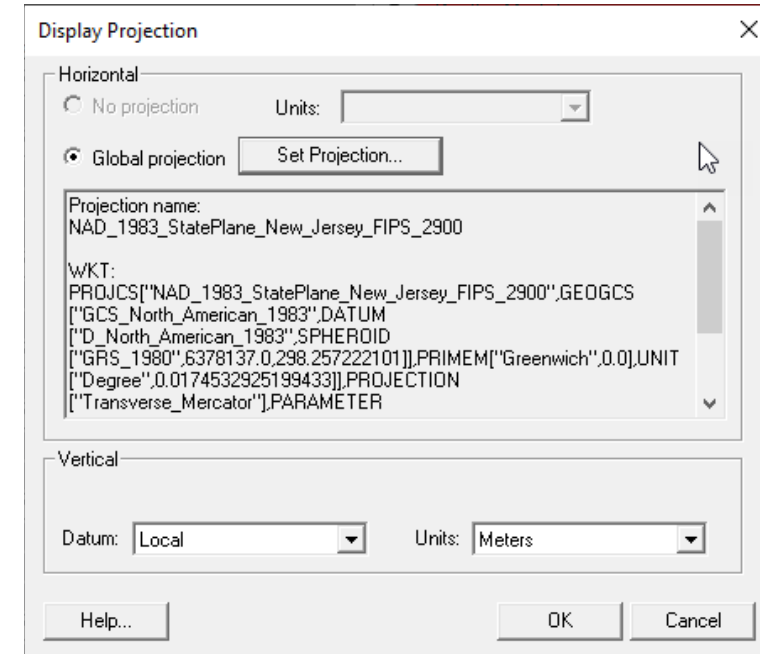 Display Projection
Horizontal
No projection Units:
Global projection Set Projection...
Projection name:
NAD_1983_StatePlane_New_Jersey_FIPS_2900
WKT:
PROJCS["NAD_1983_StatePlane_New_Jersey_FIPS_2900",GEOGCS
["GCS_North_American_1983",DATUM
["D_North_American_1983",SPHEROID
["GRS_1980",6378137.0,298.257222101]],PRIMEM["Greenwich",0.0],UNIT
["Degree",0.0174532925199433]],PROJECTION
["Transverse_Mercator"],PARAMETER
Vertical
Datum: Local Units: Meters
Help... OK Cancel